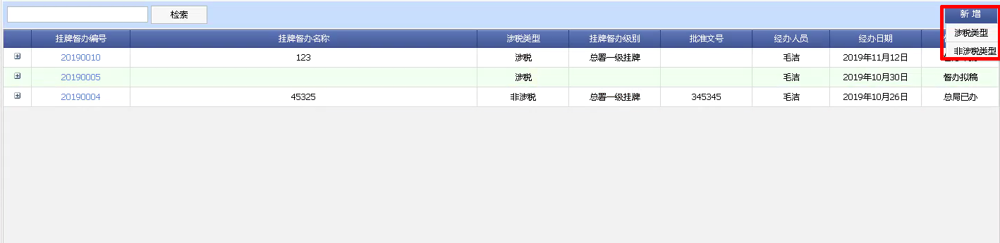 检索
新 增
涉税类型
非涉税类型
挂牌督办编号 挂牌督办名称 涉税类型 挂牌督办级别 批准文号 经办人员 经办日期
20190010 123 涉税 总署一级挂牌 毛洁 2019年11月12日
20190005 涉税 毛洁 2019年10月30日 督办拟稿
20190004 45325 非涉税 总署一级挂牌 345345 毛洁 2019年10月26日 总局已办